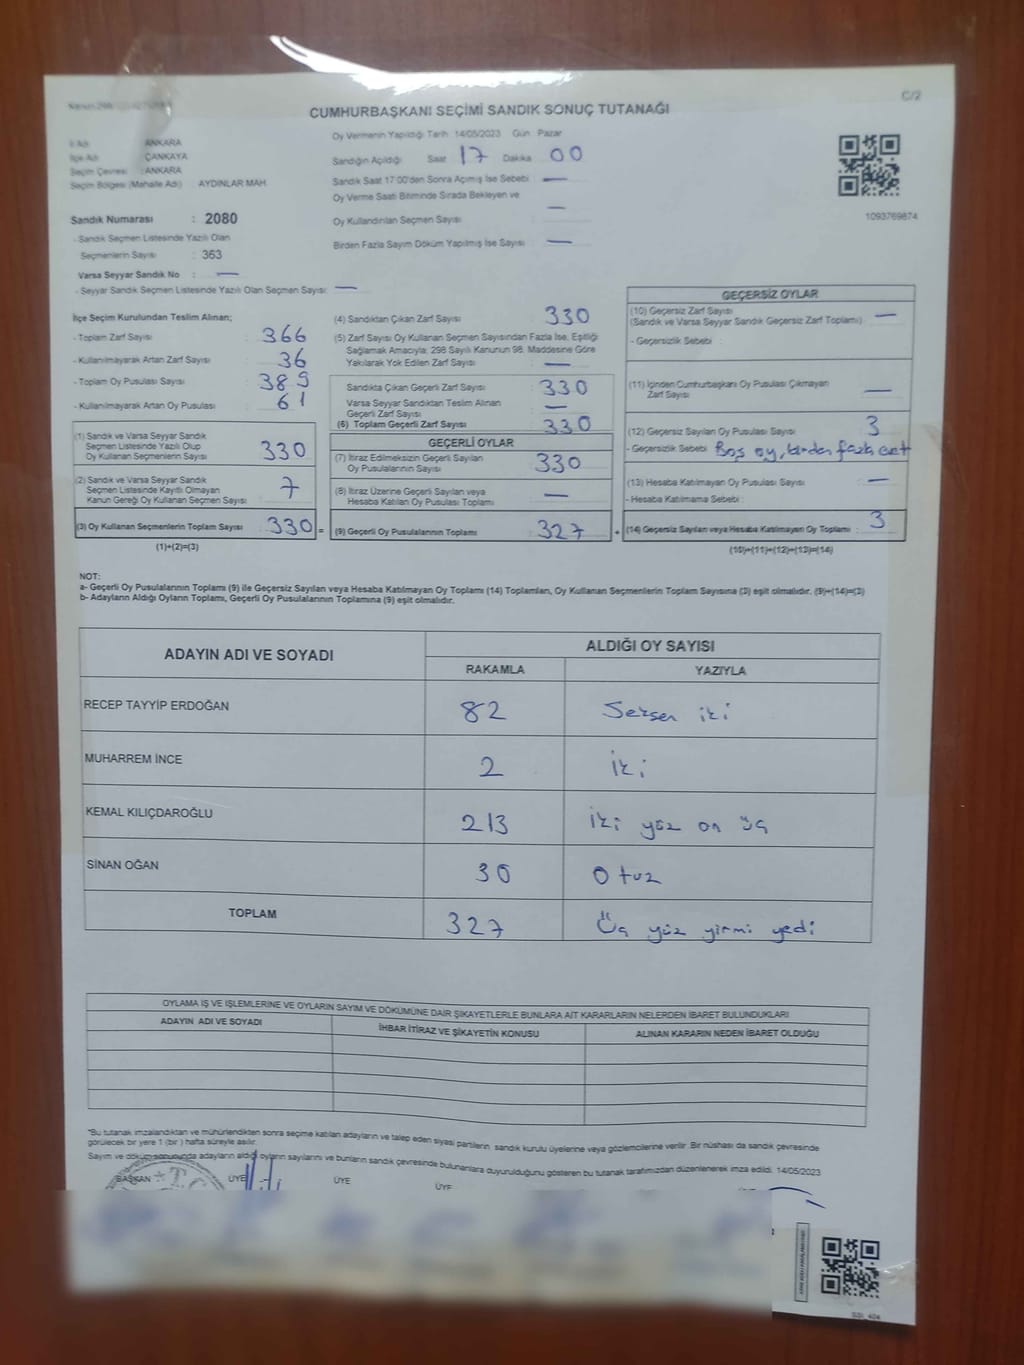 C/2
CUMHURBAŞKANI SEÇİMİ SANDIK SONUÇ TUTANAĞI
İl Adı ANKARA
İlçe Adı ÇANKAYA
Seçim Çevresi : ANKARA
Seçim Bölgesi (Mahalle Adı) AYDINLAR MAH.
Sandık Numarası : 2080
- Sandık Seçmen Listesinde Yazılı Olan
Seçmenlerin Sayısı : 363
Varsa Seyyar Sandık No : —
- Seyyar Sandık Seçmen Listesinde Yazılı Olan Seçmen Sayısı: —
Oy Vermenin Yapıldığı Tarih 14/05/2023 Gün Pazar
Sandığın Açıldığı Saat 17 Dakika 00
Sandık Saat 17:00'den Sonra Açımış İse Sebebi —
Oy Verme Saati Bitiminde Sırada Bekleyen ve
Oy Kullandırılan Seçmen Sayısı —
Birden Fazla Sayım Döküm Yapılmış İse Sayısı —
1093769874
İlçe Seçim Kurulundan Teslim Alınan;
- Toplam Zarf Sayısı : 366
- Kullanılmayarak Artan Zarf Sayısı : 36
- Toplam Oy Pusulası Sayısı : 389
- Kullanılmayarak Artan Oy Pusulası : 61
(1) Sandık ve Varsa Seyyar Sandık
Seçmen Listesinde Yazılı Olup
Oy Kullanan Seçmenlerin Sayısı : 330
(2) Sandık ve Varsa Seyyar Sandık
Seçmen Listesinde Kayıtlı Olmayan
Kanun Gereği Oy Kullanan Seçmen Sayısı : 7
(3) Oy Kullanan Seçmenlerin Toplam Sayısı : 330 =
(1)+(2)=(3)
(4) Sandıktan Çıkan Zarf Sayısı : 330
(5) Zarf Sayısı Oy Kullanan Seçmen Sayısından Fazla İse, Eşitliği
Sağlamak Amacıyla; 298 Sayılı Kanunun 98. Maddesine Göre
Yakılarak Yok Edilen Zarf Sayısı : —
Sandıkta Çıkan Geçerli Zarf Sayısı : 330
Varsa Seyyar Sandıktan Teslim Alınan
Geçerli Zarf Sayısı : —
(6) Toplam Geçerli Zarf Sayısı : 330
GEÇERLİ OYLAR
(7) İtiraz Edilmeksizin Geçerli Sayılan
Oy Pusulalarının Sayısı : 330
(8) İtiraz Üzerine Geçerli Sayılan veya
Hesaba Katılan Oy Pusulası Toplamı : —
(9) Geçerli Oy Pusulalarının Toplamı : 327 +
GEÇERSİZ OYLAR
(10) Geçersiz Zarf Sayısı
(Sandık ve Varsa Seyyar Sandık Geçersiz Zarf Toplamı) : —
- Geçersizlik Sebebi :
(11) İçinden Cumhurbaşkanı Oy Pusulası Çıkmayan
Zarf Sayısı : —
(12) Geçersiz Sayılan Oy Pusulası Sayısı : 3
- Geçersizlik Sebebi Boş oy, birden fazla
(13) Hesaba Katılmayan Oy Pusulası Sayısı : —
- Hesaba Katılmama Sebebi :
(14) Geçersiz Sayılan veya Hesaba Katılmayan Oy Toplamı : 3
(10)+(11)+(12)+(13)=(14)
NOT:
a- Geçerli Oy Pusulalarının Toplamı (9) ile Geçersiz Sayılan veya Hesaba Katılmayan Oy Toplamı (14) Toplamları, Oy Kullanan Seçmenlerin Toplam Sayısına (3) eşit olmalıdır. (9)+(14)=(3)
b- Adayların Aldığı Oyların Toplamı, Geçerli Oy Pusulalarının Toplamına (9) eşit olmalıdır.
ADAYIN ADI VE SOYADI ALDIĞI OY SAYISI
RAKAMLA YAZIYLA
RECEP TAYYİP ERDOĞAN 82 Seksen iki
MUHARREM İNCE 2 İki
KEMAL KILIÇDAROĞLU 213 İki yüz on üç
SİNAN OĞAN 30 Otuz
TOPLAM 327 Üç yüz yirmi yedi
OYLAMA İŞ VE İŞLEMLERİNE VE OYLARIN SAYIM VE DÖKÜMÜNE DAİR ŞİKAYETLERLE BUNLARA AİT KARARLARIN NELERDEN İBARET BULUNDUKLARI
ADAYIN ADI VE SOYADI İHBAR İTİRAZ VE ŞİKAYETİN KONUSU ALINAN KARARIN NEDEN İBARET OLDUĞU
*Bu tutanak imzalandıktan ve mühürlendikten sonra seçime katılan adayların ve talep eden siyasi partilerin sandık kurulu üyelerine veya gözlemcilerine verilir. Bir nüshası da sandık çevresinde
görülecek bir yere 1 (bir) hafta süreyle asılır.
Sayım ve döküm sonucunda adayların aldığı oyların sayılarını ve bunların sandık çevresinde bulunanlara duyurulduğunu gösteren bu tutanak tarafımızdan düzenlenerek imza edildi. 14/05/2023
BAŞKAN ÜYE ÜYE ÜYE